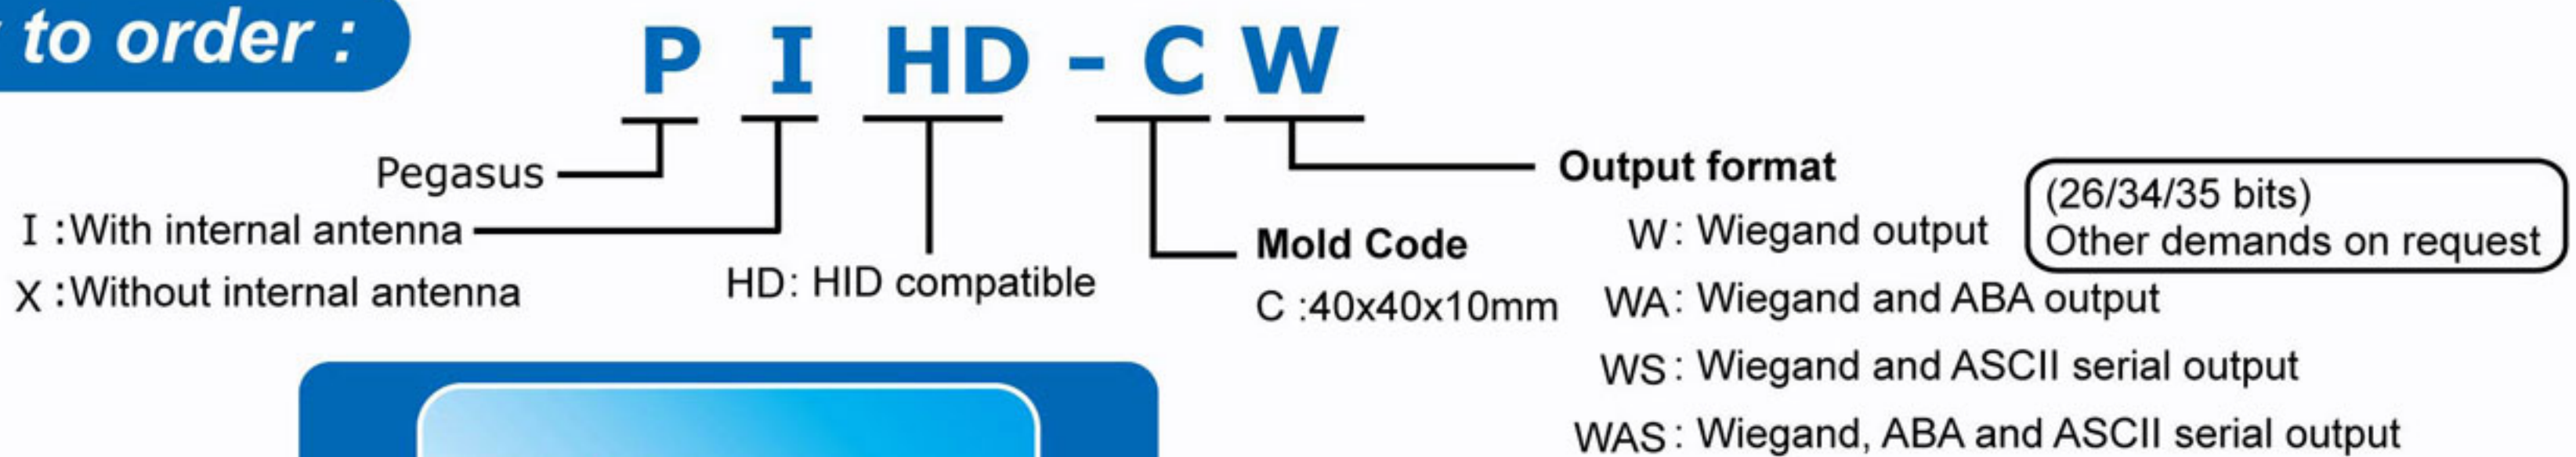 to order :
P I HD - C W
Pegasus
I :With internal antenna
X :Without internal antenna
HD: HID compatible
Mold Code
C :40x40x10mm
Output format
W: Wiegand output
(26/34/35 bits)
Other demands on request
WA: Wiegand and ABA output
WS: Wiegand and ASCII serial output
WAS: Wiegand, ABA and ASCII serial output